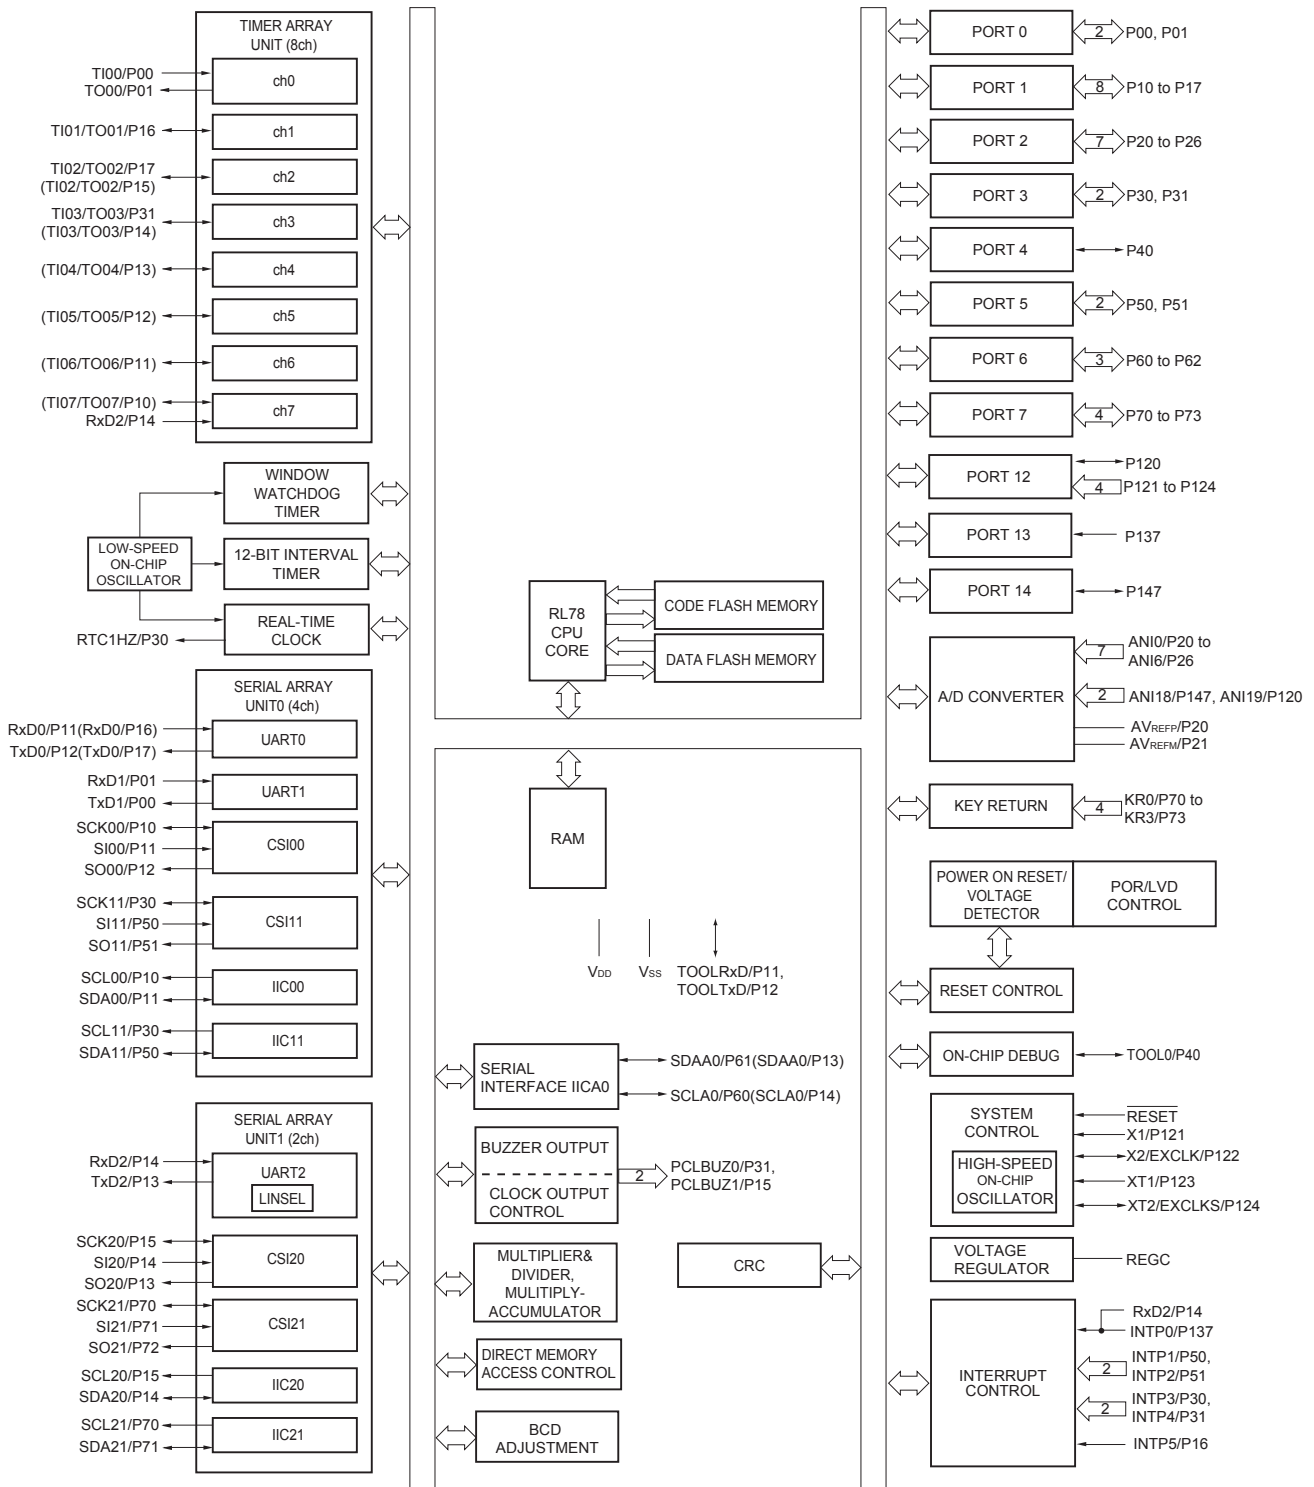 TIMER ARRAY
UNIT (8ch)
TI00/P00
TO00/P01
ch0
TI01/TO01/P16
ch1
TI02/TO02/P17
(TI02/TO02/P15)
ch2
TI03/TO03/P31
(TI03/TO03/P14)
ch3
(TI04/TO04/P13)
ch4
(TI05/TO05/P12)
ch5
(TI06/TO06/P11)
ch6
(TI07/TO07/P10)
RxD2/P14
ch7
WINDOW
WATCHDOG
TIMER
LOW-SPEED
ON-CHIP
OSCILLATOR
12-BIT INTERVAL
TIMER
REAL-TIME
CLOCK
RTC1HZ/P30
SERIAL ARRAY
UNIT0 (4ch)
RxD0/P11(RxD0/P16)
TxD0/P12(TxD0/P17)
UART0
RxD1/P01
TxD1/P00
UART1
SCK00/P10
SI00/P11
SO00/P12
CSI00
SCK11/P30
SI11/P50
SO11/P51
CSI11
SCL00/P10
SDA00/P11
IIC00
SCL11/P30
SDA11/P50
IIC11
SERIAL ARRAY
UNIT1 (2ch)
RxD2/P14
TxD2/P13
UART2
LINSEL
SCK20/P15
SI20/P14
SO20/P13
CSI20
SCK21/P70
SI21/P71
SO21/P72
CSI21
SCL20/P15
SDA20/P14
IIC20
SCL21/P70
SDA21/P71
IIC21
RL78
CPU
CORE
CODE FLASH MEMORY
DATA FLASH MEMORY
RAM
VDD
VSS
TOOLRxD/P11,
TOOLTxD/P12
SERIAL
INTERFACE IICA0
SDAA0/P61(SDAA0/P13)
SCLA0/P60(SCLA0/P14)
BUZZER OUTPUT
CLOCK OUTPUT
CONTROL
2
PCLBUZ0/P31,
PCLBUZ1/P15
MULTIPLIER&
DIVIDER,
MULITIPLY-
ACCUMULATOR
CRC
DIRECT MEMORY
ACCESS CONTROL
BCD
ADJUSTMENT
PORT 0
2
P00, P01
PORT 1
8
P10 to P17
PORT 2
7
P20 to P26
PORT 3
2
P30, P31
PORT 4
P40
PORT 5
2
P50, P51
PORT 6
3
P60 to P62
PORT 7
4
P70 to P73
PORT 12
P120
4
P121 to P124
PORT 13
P137
PORT 14
P147
A/D CONVERTER
7
ANI0/P20 to
ANI6/P26
2
ANI18/P147, ANI19/P120
AVREFP/P20
AVREFM/P21
KEY RETURN
4
KR0/P70 to
KR3/P73
POWER ON RESET/
VOLTAGE
DETECTOR
POR/LVD
CONTROL
RESET CONTROL
ON-CHIP DEBUG
TOOL0/P40
SYSTEM
CONTROL
HIGH-SPEED
ON-CHIP
OSCILLATOR
RESET
X1/P121
X2/EXCLK/P122
XT1/P123
XT2/EXCLKS/P124
VOLTAGE
REGULATOR
REGC
INTERRUPT
CONTROL
RxD2/P14
INTP0/P137
2
INTP1/P50,
INTP2/P51
2
INTP3/P30,
INTP4/P31
INTP5/P16